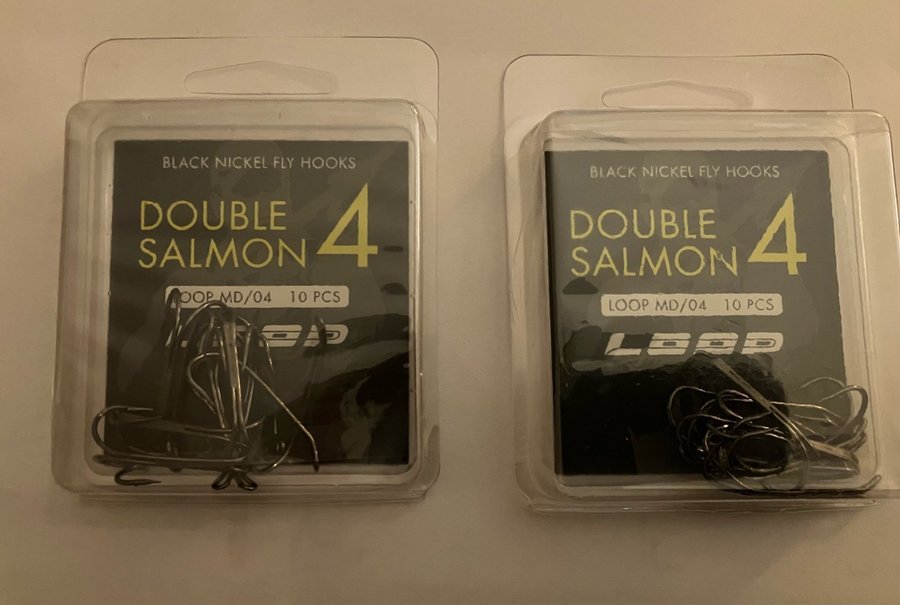 BLACK NICKEL FLY HOOKS
DOUBLE
SALMON 4
LOOP MD/04 10 PCS
LOOP
BLACK NICKEL FLY HOOKS
DOUBLE
SALMON 4
LOOP MD/04 10 PCS
LOOP